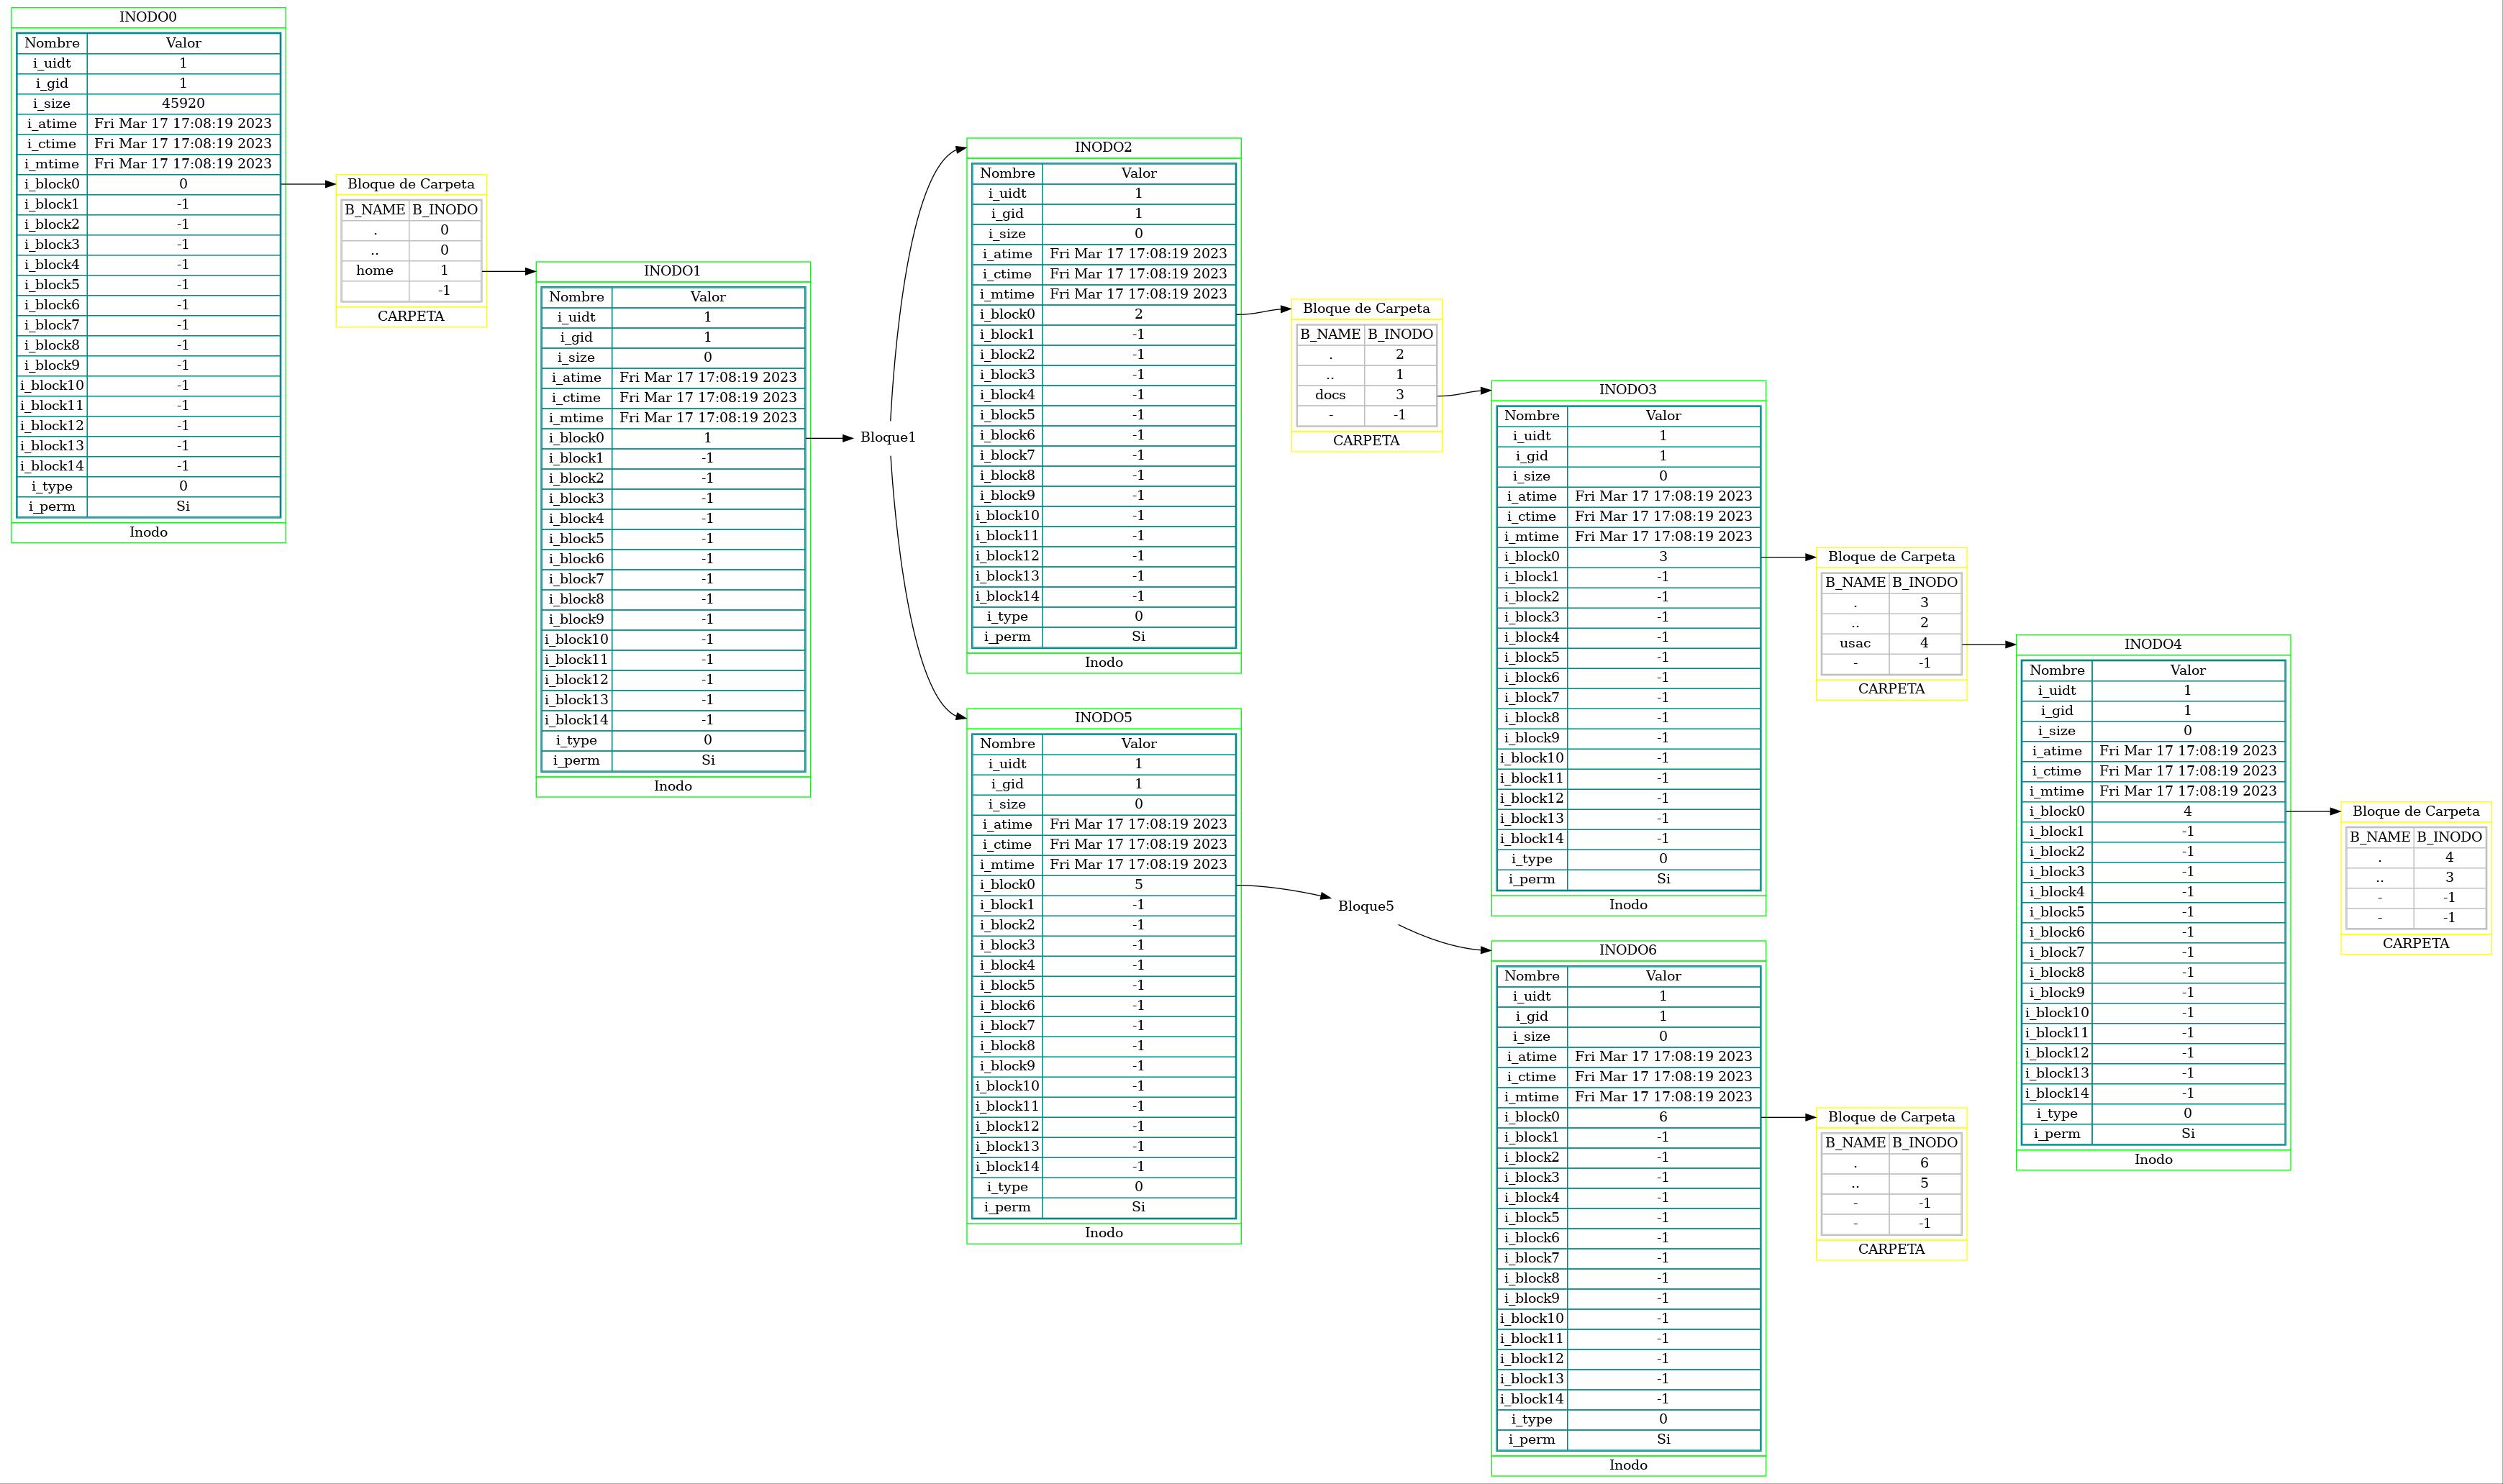 INODO0
Nombre Valor
i_uidt 1
i_gid 1
i_size 45920
i_atime Fri Mar 17 17:08:19 2023
i_ctime Fri Mar 17 17:08:19 2023
i_mtime Fri Mar 17 17:08:19 2023
i_block0 0
i_block1 -1
i_block2 -1
i_block3 -1
i_block4 -1
i_block5 -1
i_block6 -1
i_block7 -1
i_block8 -1
i_block9 -1
i_block10 -1
i_block11 -1
i_block12 -1
i_block13 -1
i_block14 -1
i_type 0
i_perm Si
Inodo
Bloque de Carpeta
B_NAME B_INODO
. 0
.. 0
home 1
-1
CARPETA
INODO1
Nombre Valor
i_uidt 1
i_gid 1
i_size 0
i_atime Fri Mar 17 17:08:19 2023
i_ctime Fri Mar 17 17:08:19 2023
i_mtime Fri Mar 17 17:08:19 2023
i_block0 1
i_block1 -1
i_block2 -1
i_block3 -1
i_block4 -1
i_block5 -1
i_block6 -1
i_block7 -1
i_block8 -1
i_block9 -1
i_block10 -1
i_block11 -1
i_block12 -1
i_block13 -1
i_block14 -1
i_type 0
i_perm Si
Inodo
Bloque1
INODO2
Nombre Valor
i_uidt 1
i_gid 1
i_size 0
i_atime Fri Mar 17 17:08:19 2023
i_ctime Fri Mar 17 17:08:19 2023
i_mtime Fri Mar 17 17:08:19 2023
i_block0 2
i_block1 -1
i_block2 -1
i_block3 -1
i_block4 -1
i_block5 -1
i_block6 -1
i_block7 -1
i_block8 -1
i_block9 -1
i_block10 -1
i_block11 -1
i_block12 -1
i_block13 -1
i_block14 -1
i_type 0
i_perm Si
Inodo
Bloque de Carpeta
B_NAME B_INODO
. 2
.. 1
docs 3
- -1
CARPETA
INODO3
Nombre Valor
i_uidt 1
i_gid 1
i_size 0
i_atime Fri Mar 17 17:08:19 2023
i_ctime Fri Mar 17 17:08:19 2023
i_mtime Fri Mar 17 17:08:19 2023
i_block0 3
i_block1 -1
i_block2 -1
i_block3 -1
i_block4 -1
i_block5 -1
i_block6 -1
i_block7 -1
i_block8 -1
i_block9 -1
i_block10 -1
i_block11 -1
i_block12 -1
i_block13 -1
i_block14 -1
i_type 0
i_perm Si
Inodo
Bloque de Carpeta
B_NAME B_INODO
. 3
.. 2
usac 4
- -1
CARPETA
INODO4
Nombre Valor
i_uidt 1
i_gid 1
i_size 0
i_atime Fri Mar 17 17:08:19 2023
i_ctime Fri Mar 17 17:08:19 2023
i_mtime Fri Mar 17 17:08:19 2023
i_block0 4
i_block1 -1
i_block2 -1
i_block3 -1
i_block4 -1
i_block5 -1
i_block6 -1
i_block7 -1
i_block8 -1
i_block9 -1
i_block10 -1
i_block11 -1
i_block12 -1
i_block13 -1
i_block14 -1
i_type 0
i_perm Si
Inodo
Bloque de Carpeta
B_NAME B_INODO
. 4
.. 3
- -1
- -1
CARPETA
INODO5
Nombre Valor
i_uidt 1
i_gid 1
i_size 0
i_atime Fri Mar 17 17:08:19 2023
i_ctime Fri Mar 17 17:08:19 2023
i_mtime Fri Mar 17 17:08:19 2023
i_block0 5
i_block1 -1
i_block2 -1
i_block3 -1
i_block4 -1
i_block5 -1
i_block6 -1
i_block7 -1
i_block8 -1
i_block9 -1
i_block10 -1
i_block11 -1
i_block12 -1
i_block13 -1
i_block14 -1
i_type 0
i_perm Si
Inodo
Bloque5
INODO6
Nombre Valor
i_uidt 1
i_gid 1
i_size 0
i_atime Fri Mar 17 17:08:19 2023
i_ctime Fri Mar 17 17:08:19 2023
i_mtime Fri Mar 17 17:08:19 2023
i_block0 6
i_block1 -1
i_block2 -1
i_block3 -1
i_block4 -1
i_block5 -1
i_block6 -1
i_block7 -1
i_block8 -1
i_block9 -1
i_block10 -1
i_block11 -1
i_block12 -1
i_block13 -1
i_block14 -1
i_type 0
i_perm Si
Inodo
Bloque de Carpeta
B_NAME B_INODO
. 6
.. 5
- -1
- -1
CARPETA